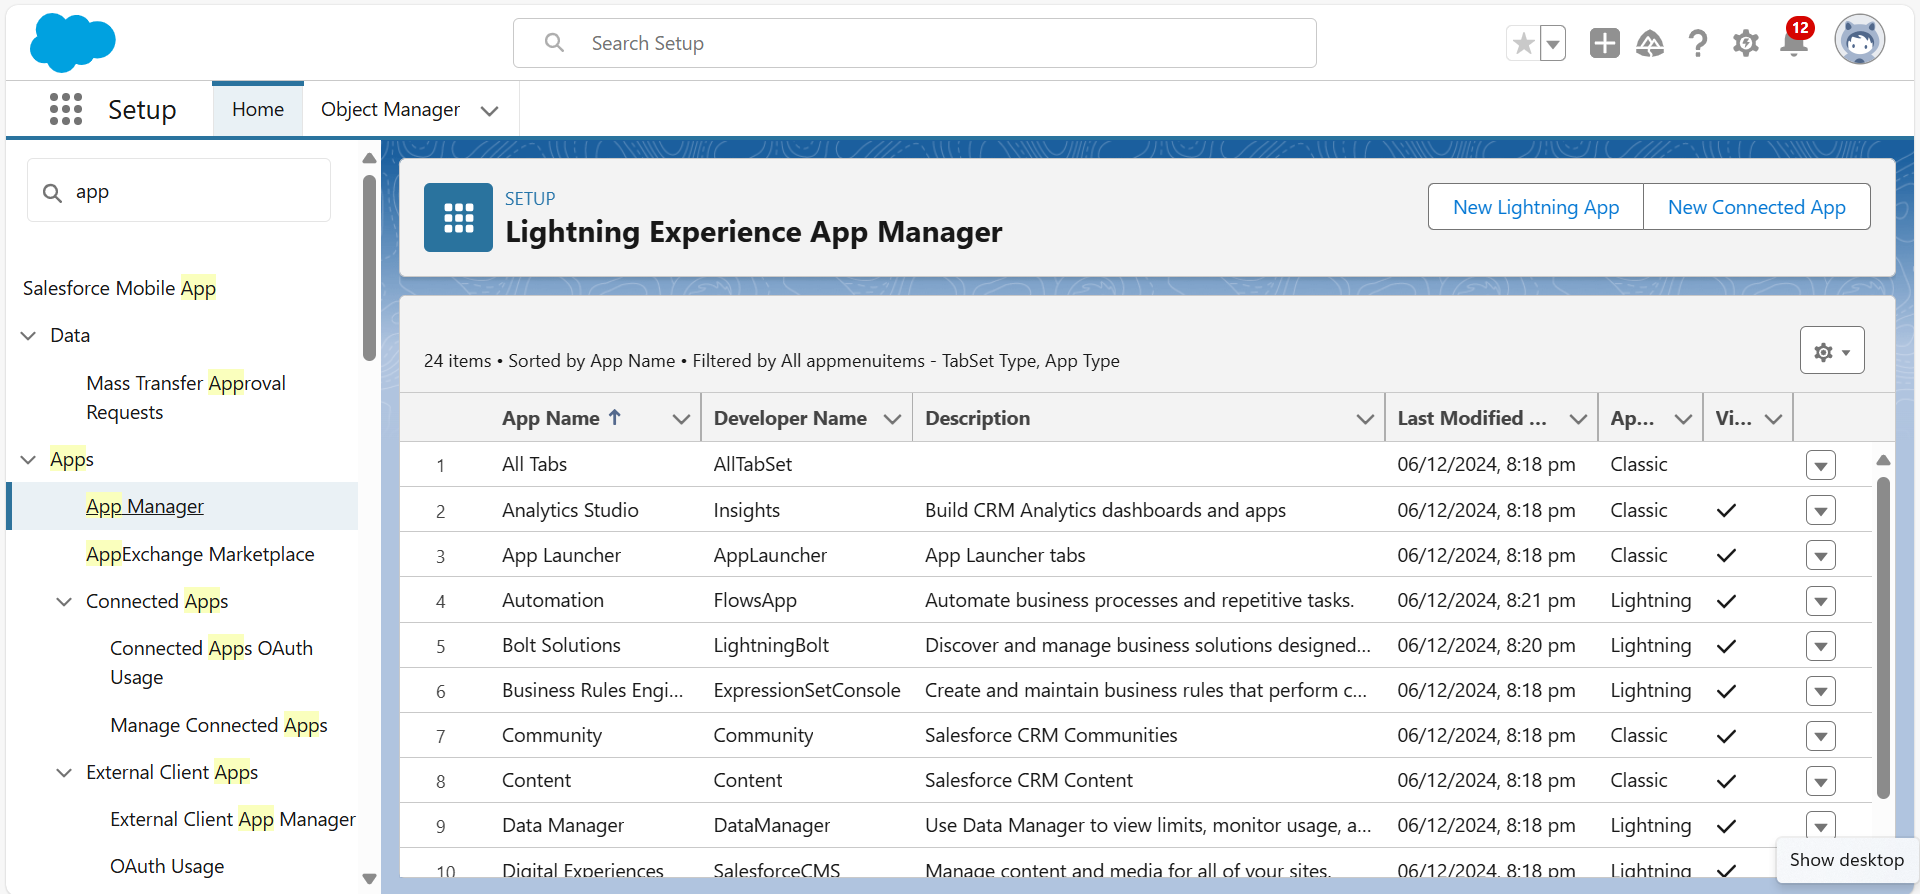 Search Setup
12
Setup
Home
Object Manager
app
Salesforce Mobile App
Data
Mass Transfer Approval
Requests
Apps
App Manager
AppExchange Marketplace
Connected Apps
Connected Apps OAuth
Usage
Manage Connected Apps
External Client Apps
External Client App Manager
OAuth Usage
SETUP
Lightning Experience App Manager
New Lightning App
New Connected App
24 items • Sorted by App Name • Filtered by All appmenuitems - TabSet Type, App Type
App Name Developer Name Description Last Modified ... Ap... Vi...
1 All Tabs AllTabSet 06/12/2024, 8:18 pm Classic
2 Analytics Studio Insights Build CRM Analytics dashboards and apps 06/12/2024, 8:18 pm Classic
3 App Launcher AppLauncher App Launcher tabs 06/12/2024, 8:18 pm Classic
4 Automation FlowsApp Automate business processes and repetitive tasks. 06/12/2024, 8:21 pm Lightning
5 Bolt Solutions LightningBolt Discover and manage business solutions designed... 06/12/2024, 8:20 pm Lightning
6 Business Rules Engi... ExpressionSetConsole Create and maintain business rules that perform c... 06/12/2024, 8:18 pm Lightning
7 Community Community Salesforce CRM Communities 06/12/2024, 8:18 pm Classic
8 Content Content Salesforce CRM Content 06/12/2024, 8:18 pm Classic
9 Data Manager DataManager Use Data Manager to view limits, monitor usage, a... 06/12/2024, 8:18 pm Lightning
10 Digital Experiences SalesforceCMS Manage content and media for all of your sites. 06/12/2024, 8:18 pm Lightning
Show desktop